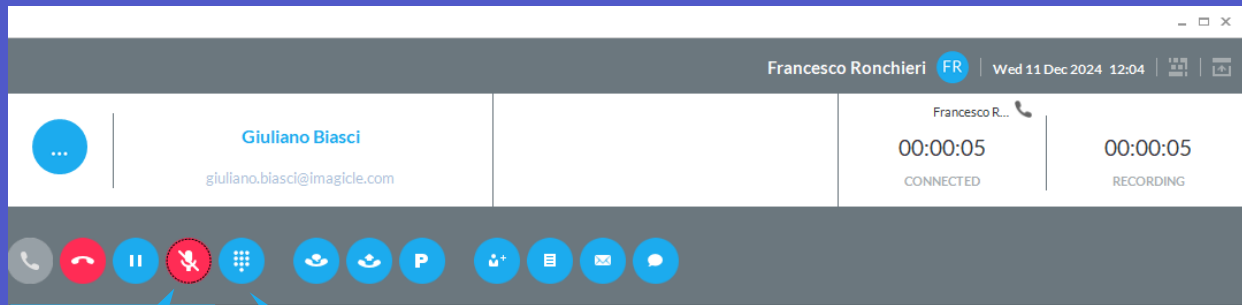 Francesco Ronchieri FR Wed 11 Dec 2024 12:04
Francesco R...
... Giuliano Biasci 00:00:05 00:00:05
giuliano.biasci@imagicle.com CONNECTED RECORDING
P